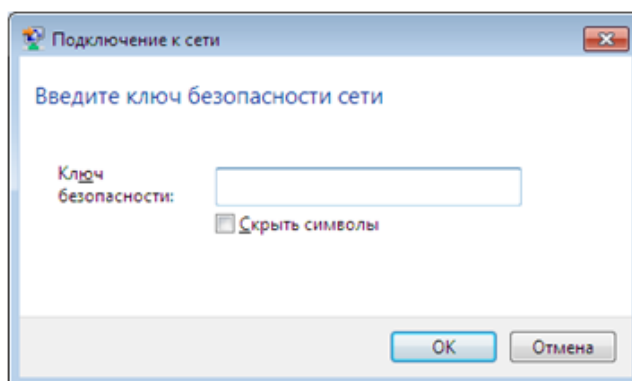 Подключение к сети
Введите ключ безопасности сети
Ключ
безопасности:
Скрыть символы
OK
Отмена